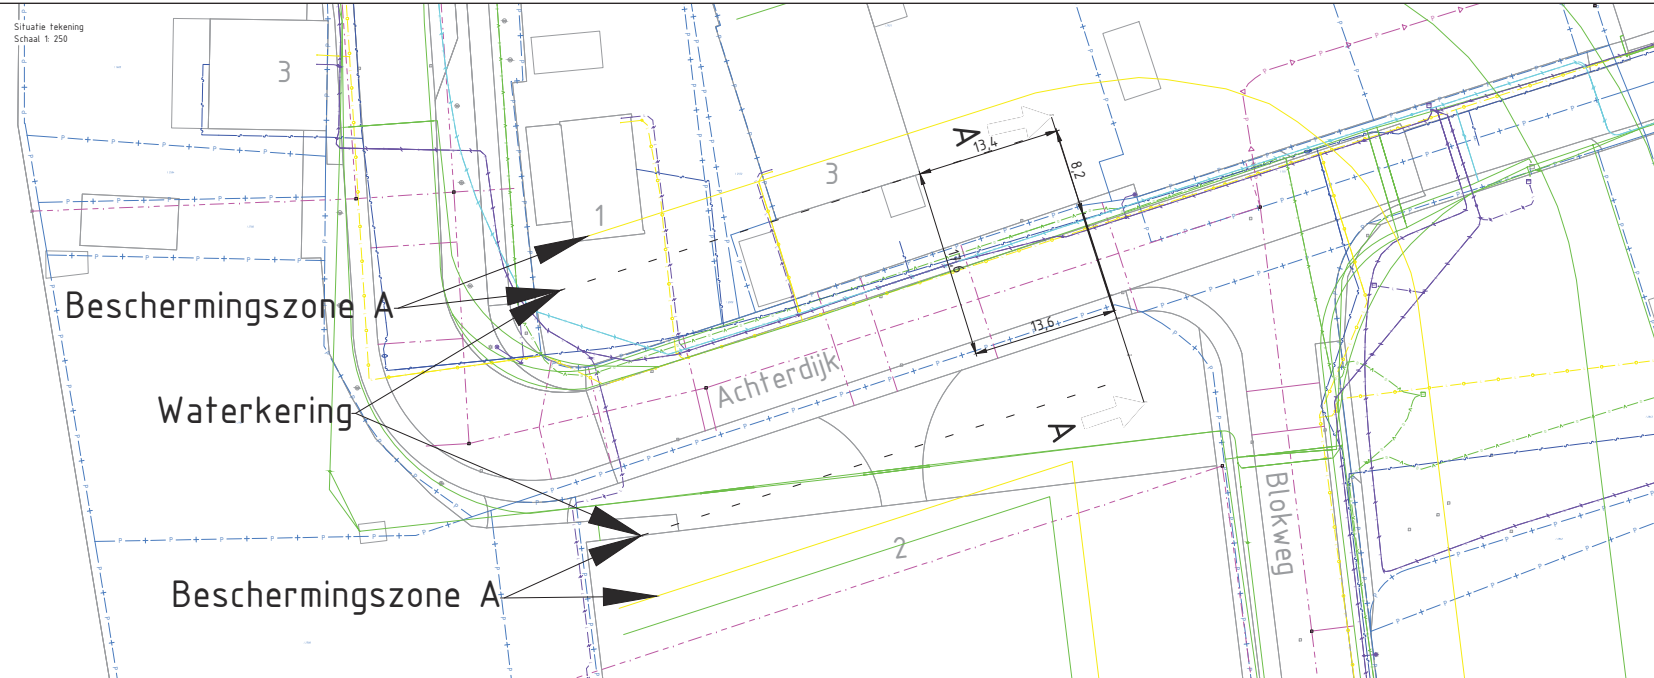 Situatie tekening
Schaal 1: 250
3
A
13,4
8,2
3
1
17,6
Beschermingszone A
13,6
Achterdijk
Waterkering
A
Blokweg
2
Beschermingszone A